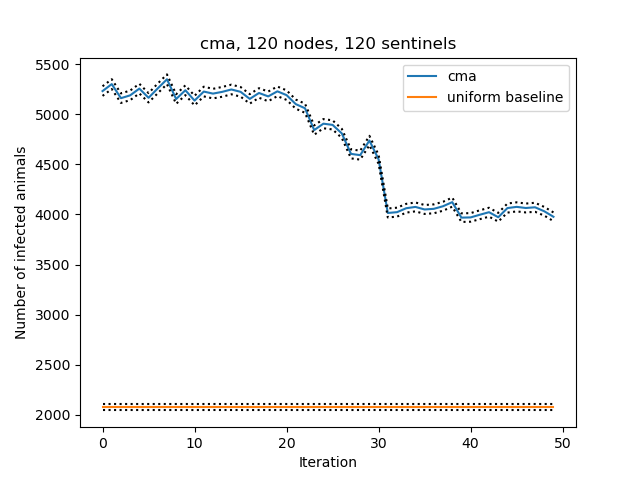 cma, 120 nodes, 120 sentinels
cma
uniform baseline
Number of infected animals
5500
5000
4500
4000
3500
3000
2500
2000
0 10 20 30 40 50
Iteration